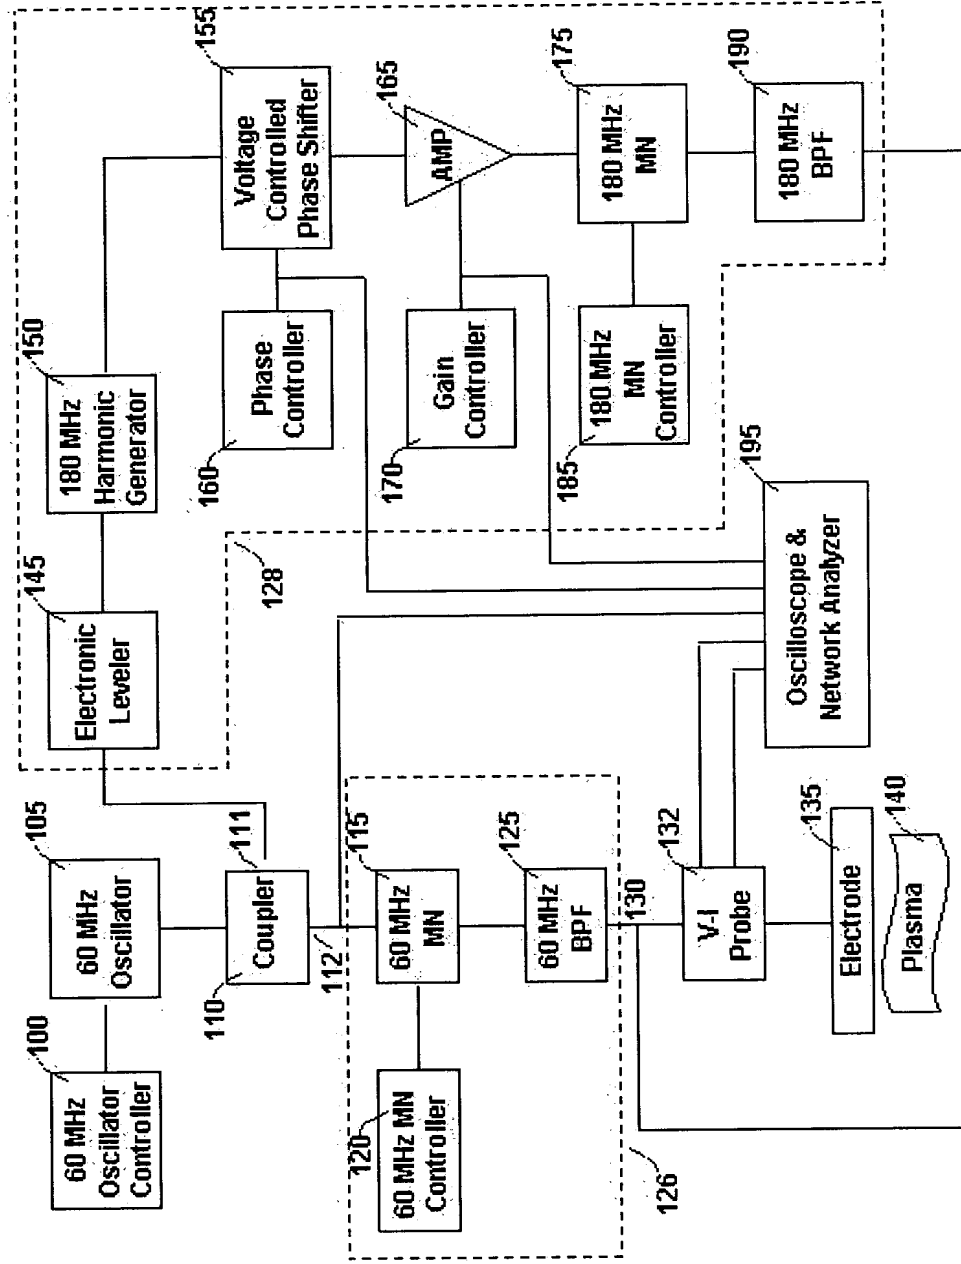 100
60 MHz
Oscillator
Controller
105
60 MHz
Oscillator
145
Electronic
Leveler
150
180 MHz
Harmonic
Generator
155
Voltage
Controlled
Phase Shifter
160
Phase
Controller
165
AMP
170
Gain
Controller
175
180 MHz
MN
185
180 MHz
MN
Controller
190
180 MHz
BPF
128
110
Coupler
111
112
115
60 MHz
MN
120
60 MHz MN
Controller
125
60 MHz
BPF
126
130
132
V-I
Probe
195
Oscilloscope &
Network Analyzer
135
Electrode
140
Plasma